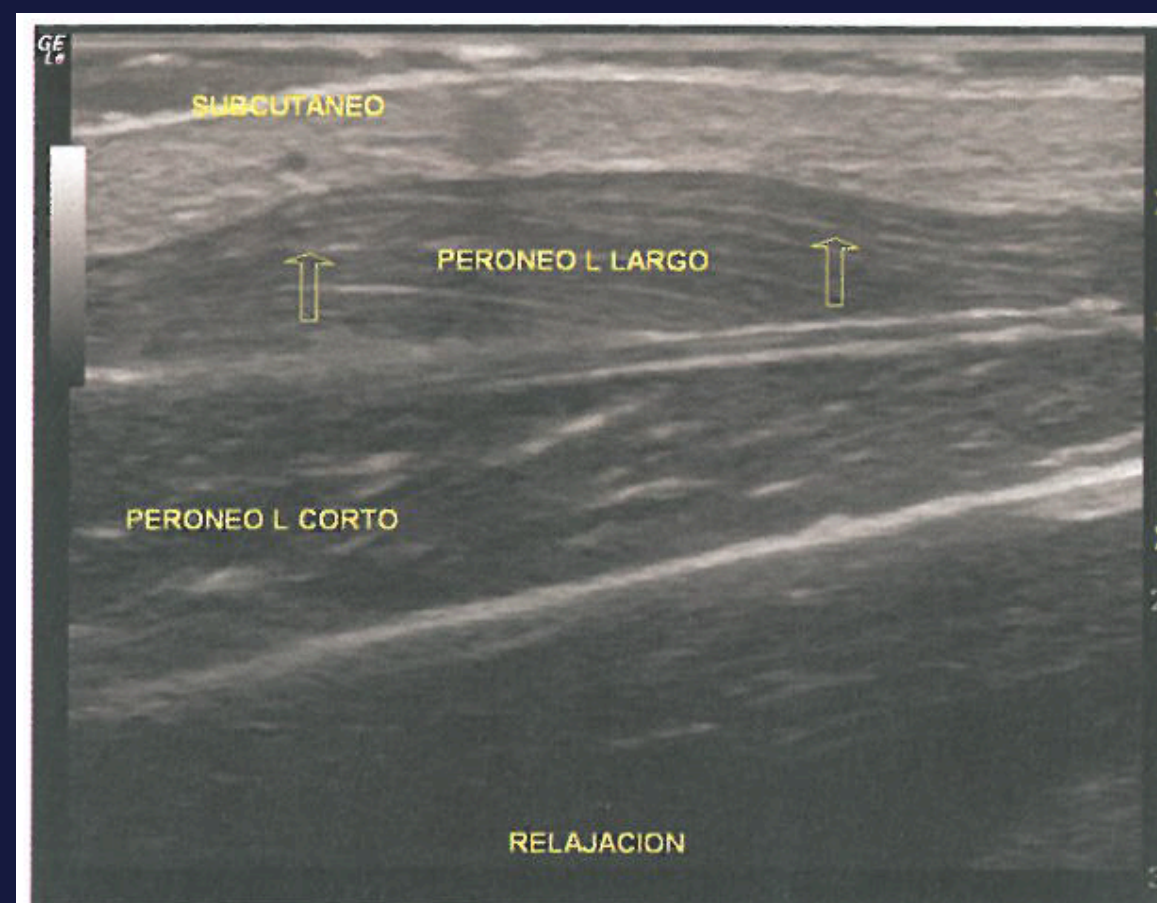 GE
L
SUBCUTANEO
PERONEO L LARGO
PERONEO L CORTO
RELAJACION